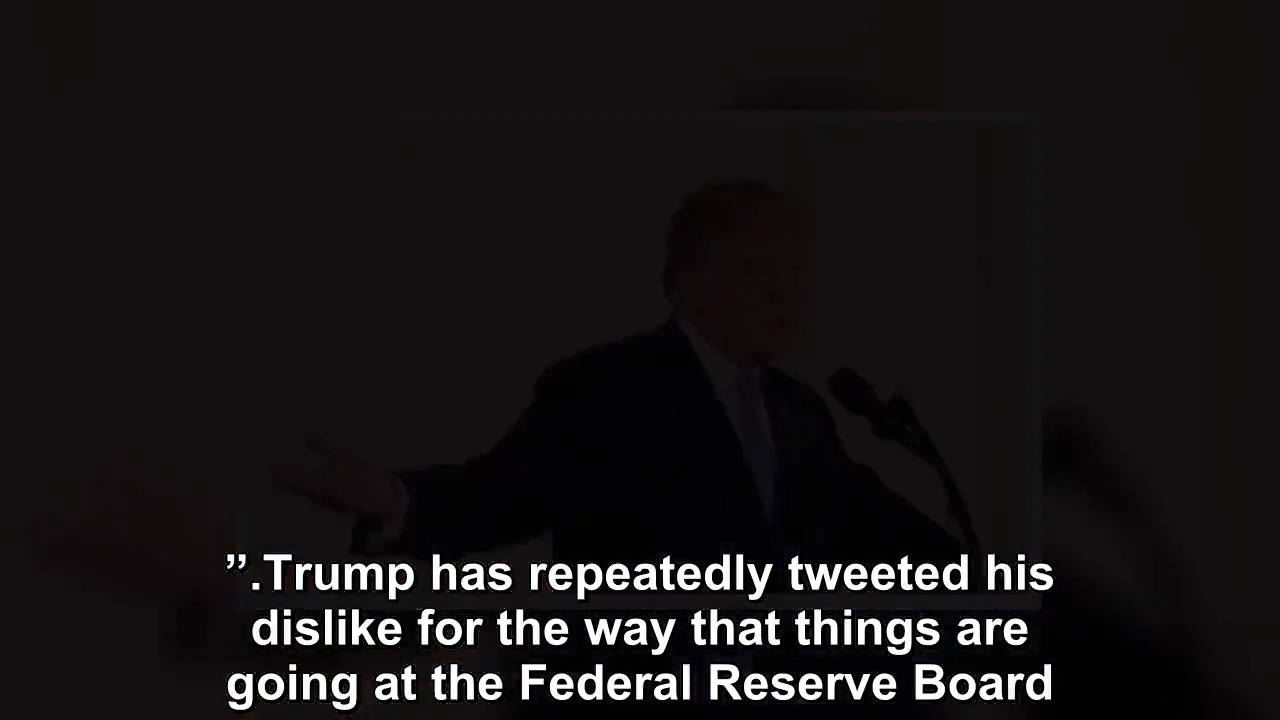 ”.Trump has repeatedly tweeted his
dislike for the way that things are
going at the Federal Reserve Board